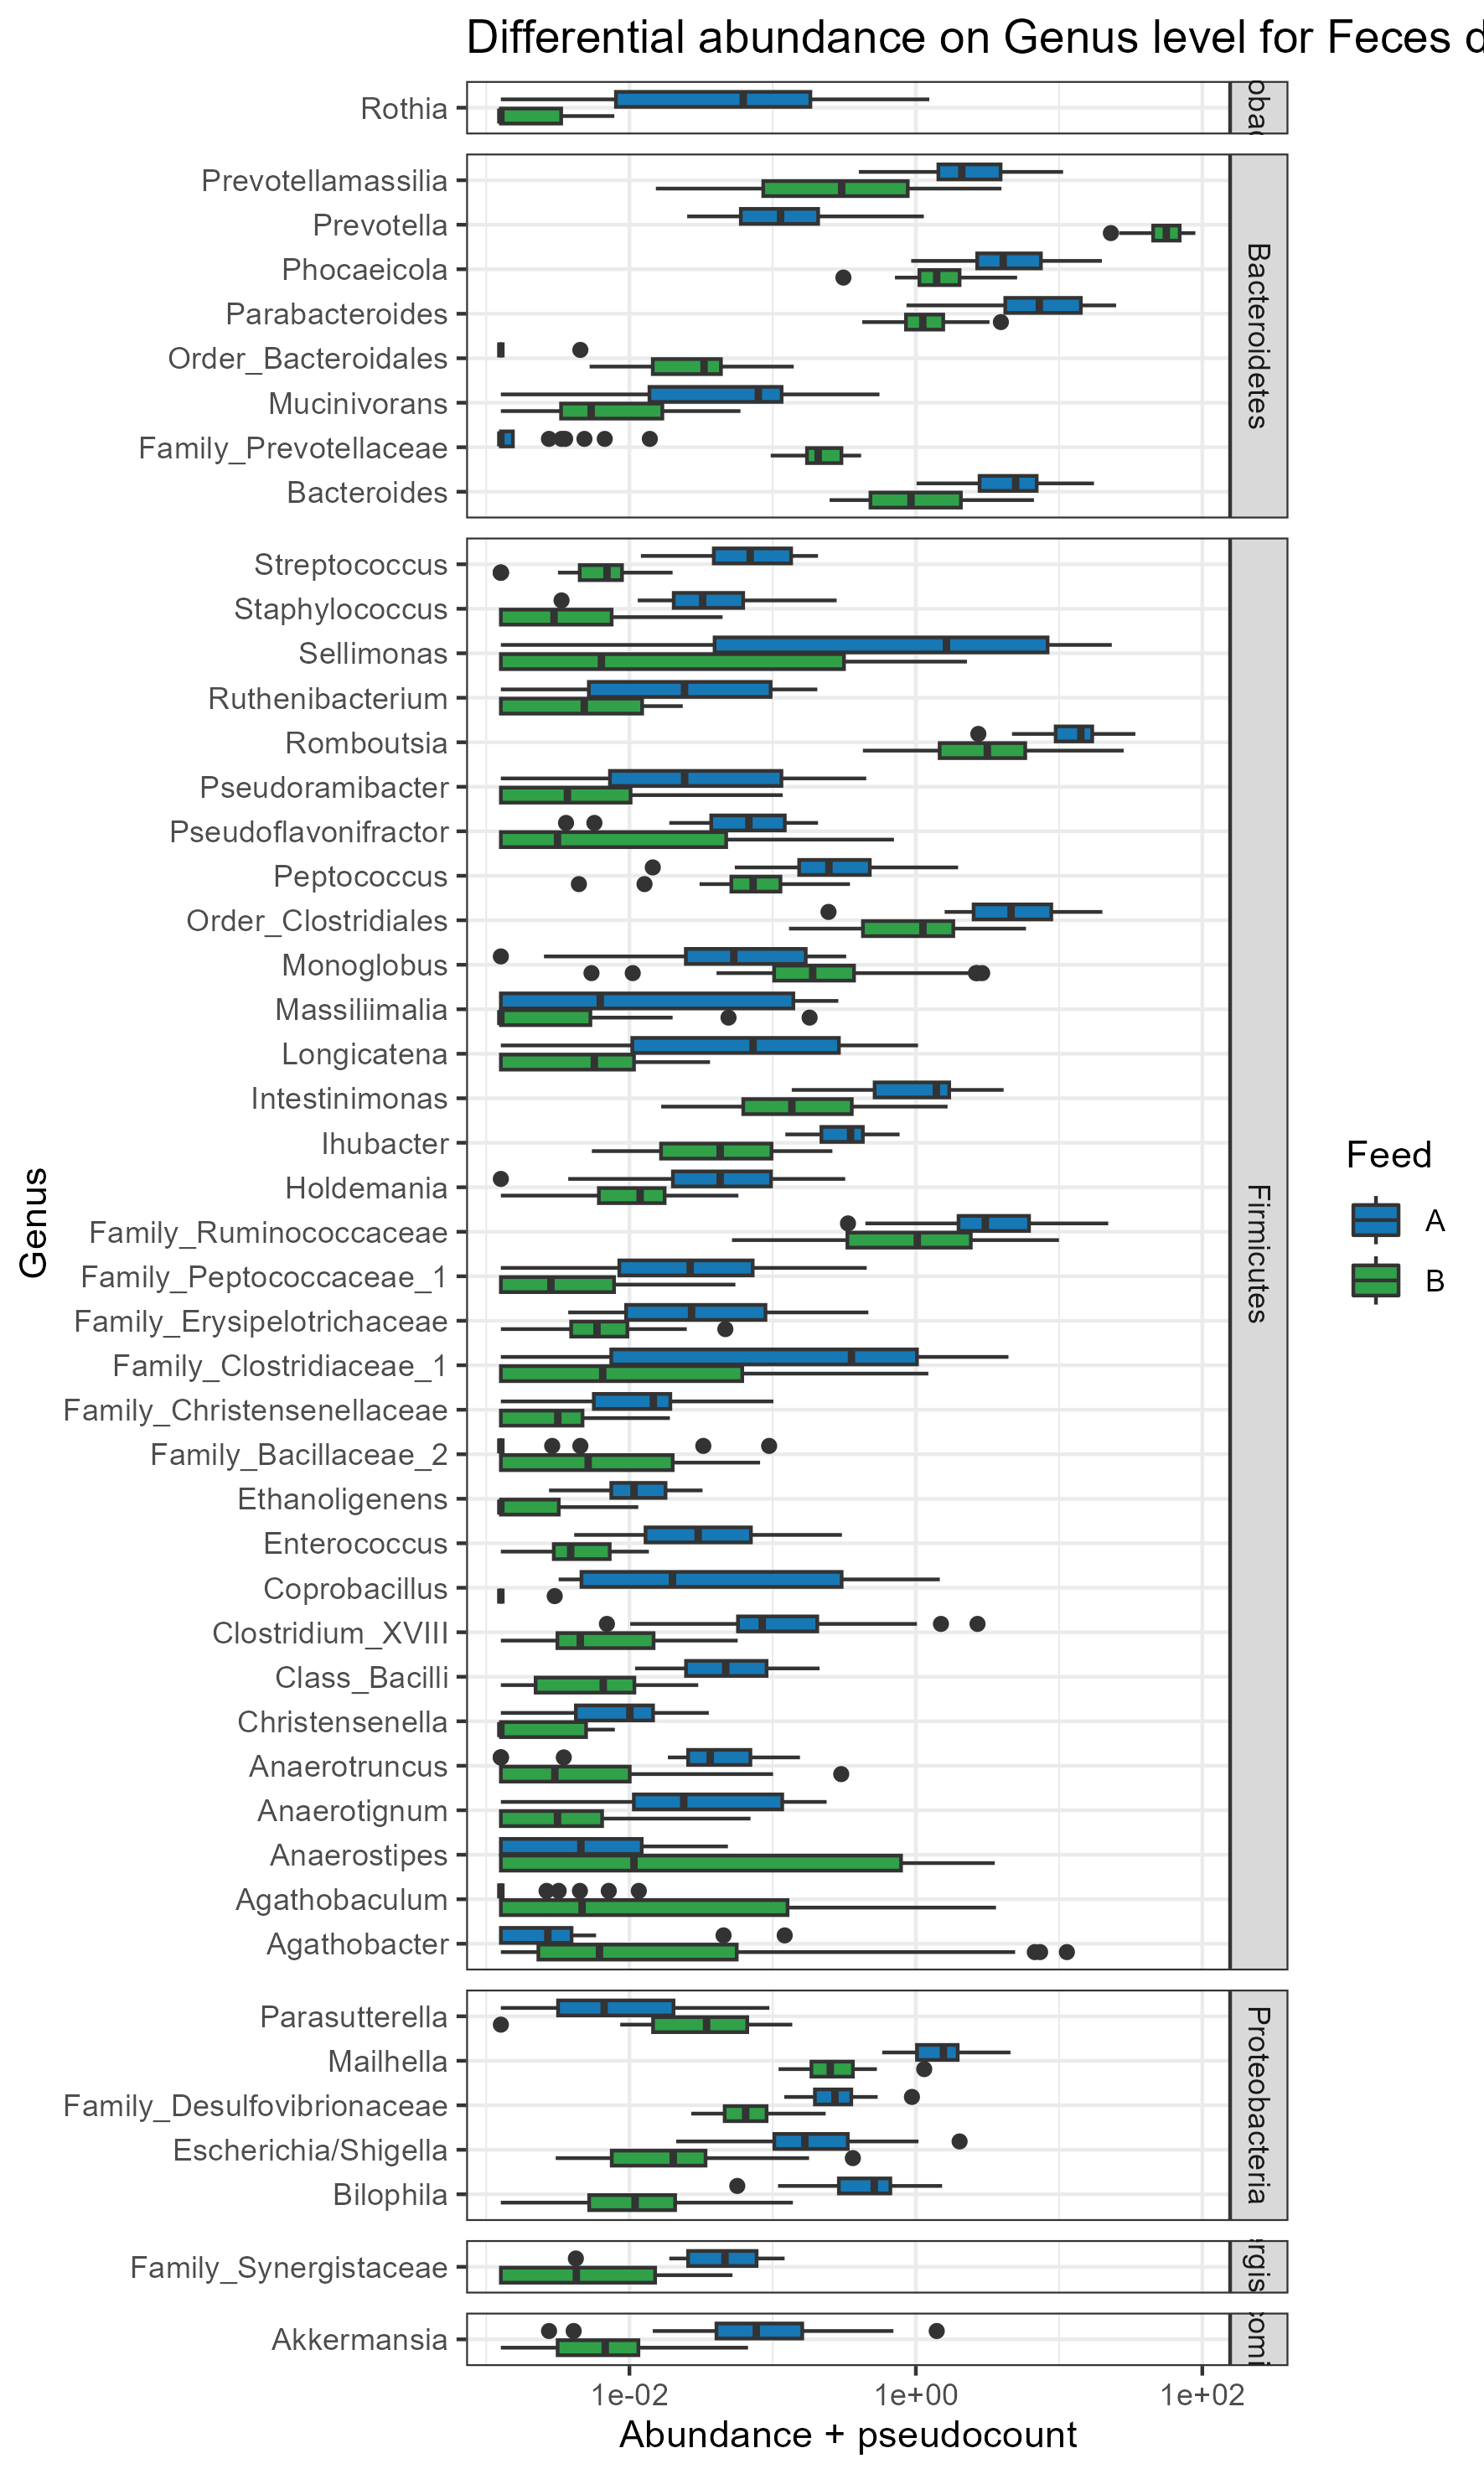 Differential abundance on Genus level for Feces d
Rothia
Prevotellamassilia
Prevotella
Phocaeicola
Parabacteroides
Order_Bacteroidales
Mucinivorans
Family_Prevotellaceae
Bacteroides
Bacteroidetes
Streptococcus
Staphylococcus
Sellimonas
Ruthenibacterium
Romboutsia
Pseudoramibacter
Pseudoflavonifractor
Peptococcus
Order_Clostridiales
Monoglobus
Massiliimalia
Longicatena
Intestinimonas
Ihubacter
Holdemania
Family_Ruminococcaceae
Family_Peptococcaceae_1
Family_Erysipelotrichaceae
Family_Clostridiaceae_1
Family_Christensenellaceae
Family_Bacillaceae_2
Ethanoligenens
Enterococcus
Coprobacillus
Clostridium_XVIII
Class_Bacilli
Christensenella
Anaerotruncus
Anaerotignum
Anaerostipes
Agathobaculum
Agathobacter
Firmicutes
Parasutterella
Mailhella
Family_Desulfovibrionaceae
Escherichia/Shigella
Bilophila
Proteobacteria
Family_Synergistaceae
Akkermansia
1e-02
1e+00
1e+02
Abundance + pseudocount
Genus
Feed
A
B